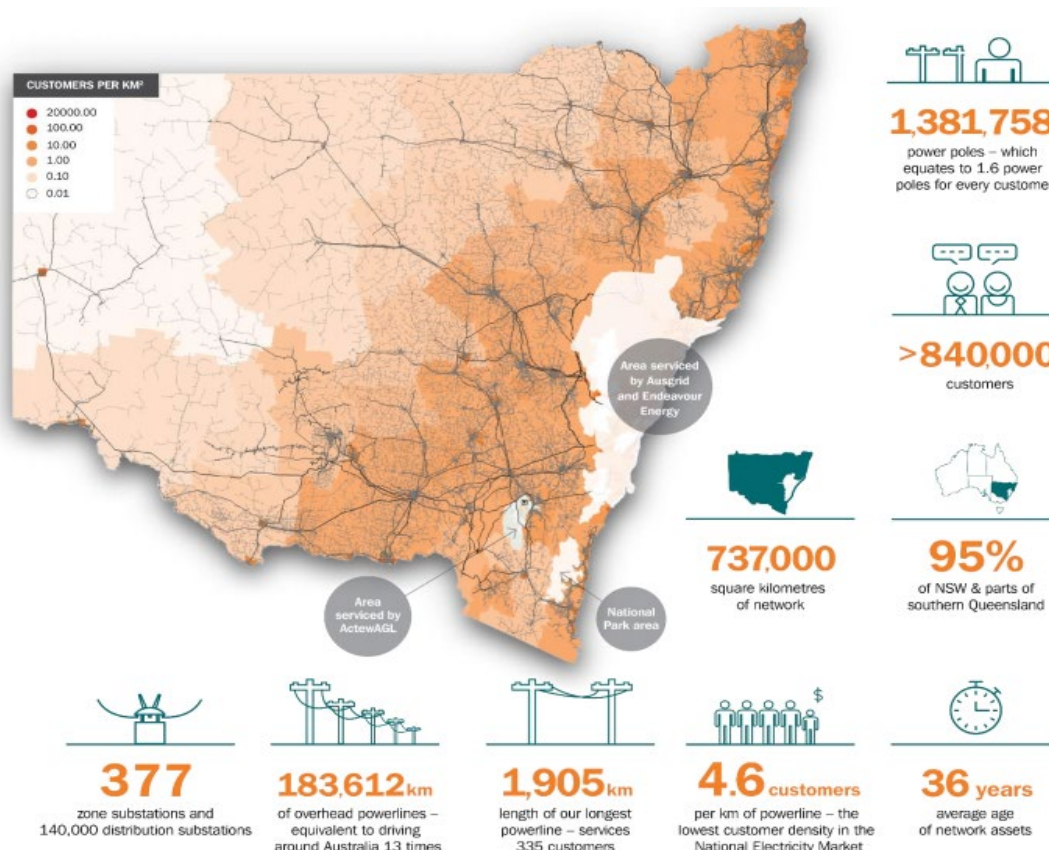 CUSTOMERS PER KM²
20000.00
100.00
10.00
1.00
0.10
0.01
1,381,758
power poles – which
equates to 1.6 power
poles for every custome
>840,000
customers
Area serviced
by Ausgrid
and Endeavour
Energy
737,000
square kilometres
of network
95%
of NSW & parts of
southern Queensland
Area
serviced by
ActewAGL
National
Park area
377
zone substations and
140,000 distribution substations
183,612 km
of overhead powerlines –
equivalent to driving
around Australia 13 times
1,905 km
length of our longest
powerline – services
335 customers
$
4.6 customers
per km of powerline – the
lowest customer density in the
National Electricity Market
36 years
average age
of network assets